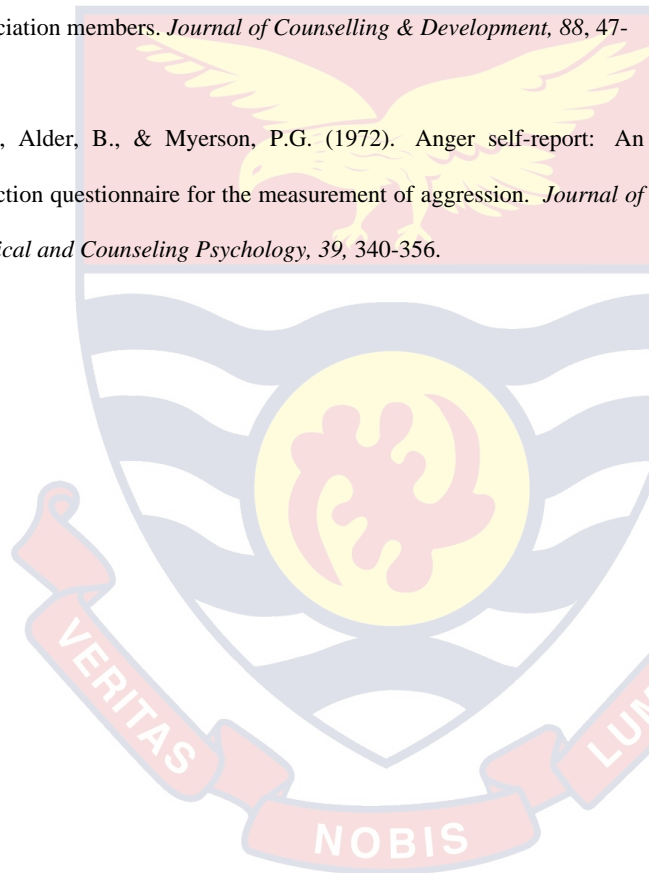 ciation members. Journal of Counselling & Development, 88, 47-
, Alder, B., & Myerson, P.G. (1972). Anger self-report: An
ction questionnaire for the measurement of aggression. Journal of
ical and Counseling Psychology, 39, 340-356.
VERITAS
NOBIS
LUM